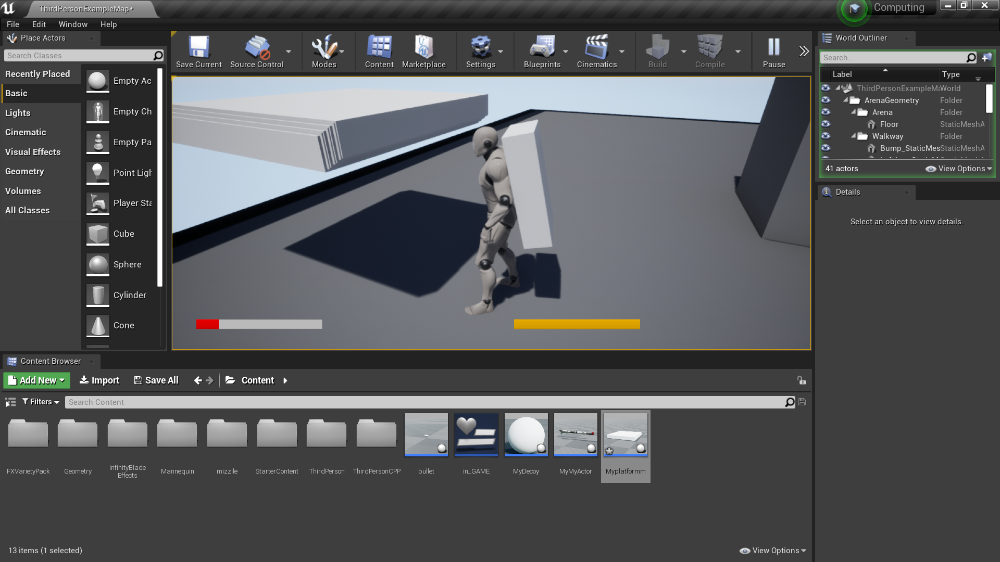 ThirdPersonExampleMap*
Computing
File Edit Window Help
Place Actors
Search Classes
Recently Placed
Basic
Lights
Cinematic
Visual Effects
Geometry
Volumes
All Classes
Empty Ac
Empty Ch
Empty Pa
Point Ligh
Player Sta
Cube
Sphere
Cylinder
Cone
Save Current Source Control Modes Content Marketplace Settings Blueprints Cinematics Build Compile Pause
World Outliner
Search...
Label Type
ThirdPersonExampleMa World
ArenaGeometry Folder
Arena Folder
Floor StaticMeshA
Walkway Folder
Bump_StaticMes StaticMeshA
41 actors View Options
Details
Select an object to view details.
Content Browser
Add New Import Save All Content
Filters Search Content
FXVarietyPack Geometry InfinityBlade Effects Mannequin mizzile StarterContent ThirdPerson ThirdPersonCPP bullet in_GAME MyDecoy MyMyActor Myplatformm
13 items (1 selected) View Options